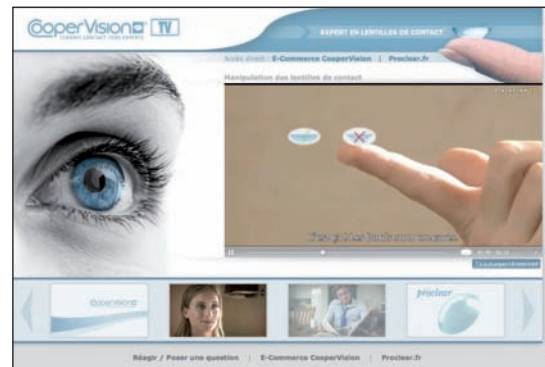 CooperVision TV
EXPERT EN LENTILLES DE CONTACT
Accès direct : E-Commerce CooperVision | Proclear.fr
Manipulation des lentilles de contact
CooperVision
proclear
Réagir / Poser une question | E-Commerce CooperVision | Proclear.fr